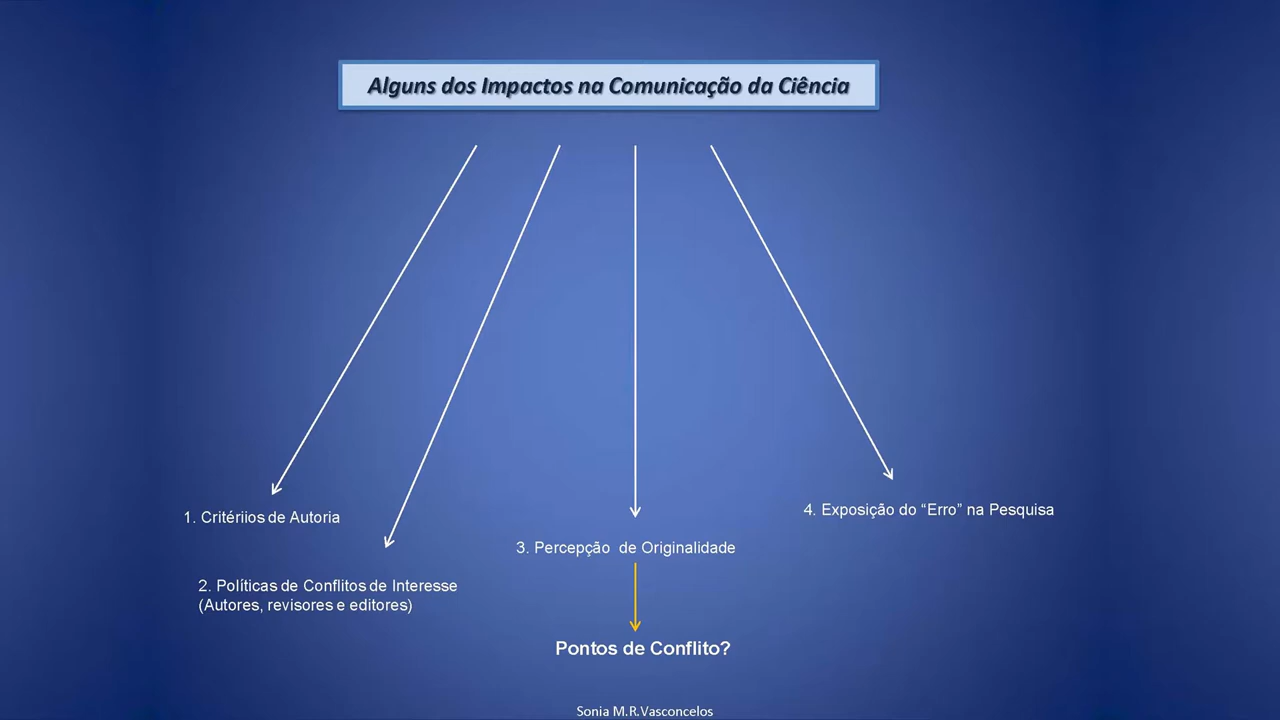 Alguns dos Impactos na Comunicação da Ciência
1. Critériios de Autoria
2. Políticas de Conflitos de Interesse
(Autores, revisores e editores)
3. Percepção de Originalidade
4. Exposição do “Erro” na Pesquisa
Pontos de Conflito?
Sonia M.R.Vasconcelos